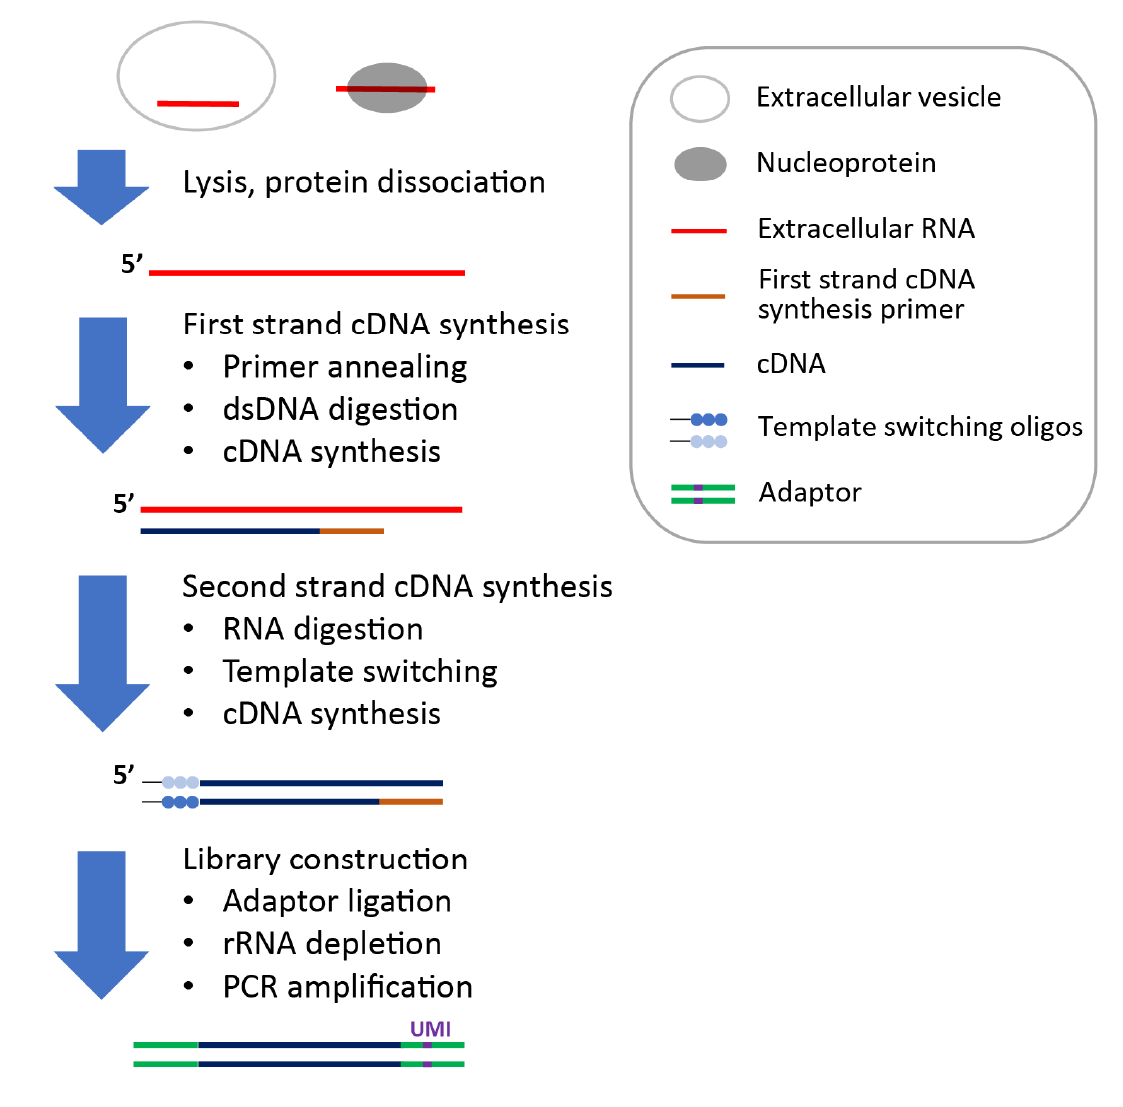 Lysis, protein dissociation
5’
First strand cDNA synthesis
• Primer annealing
• dsDNA digestion
• cDNA synthesis
5’
Second strand cDNA synthesis
• RNA digestion
• Template switching
• cDNA synthesis
5’
Library construction
• Adaptor ligation
• rRNA depletion
• PCR amplification
UMI
Extracellular vesicle
Nucleoprotein
Extracellular RNA
First strand cDNA
synthesis primer
cDNA
Template switching oligos
Adaptor